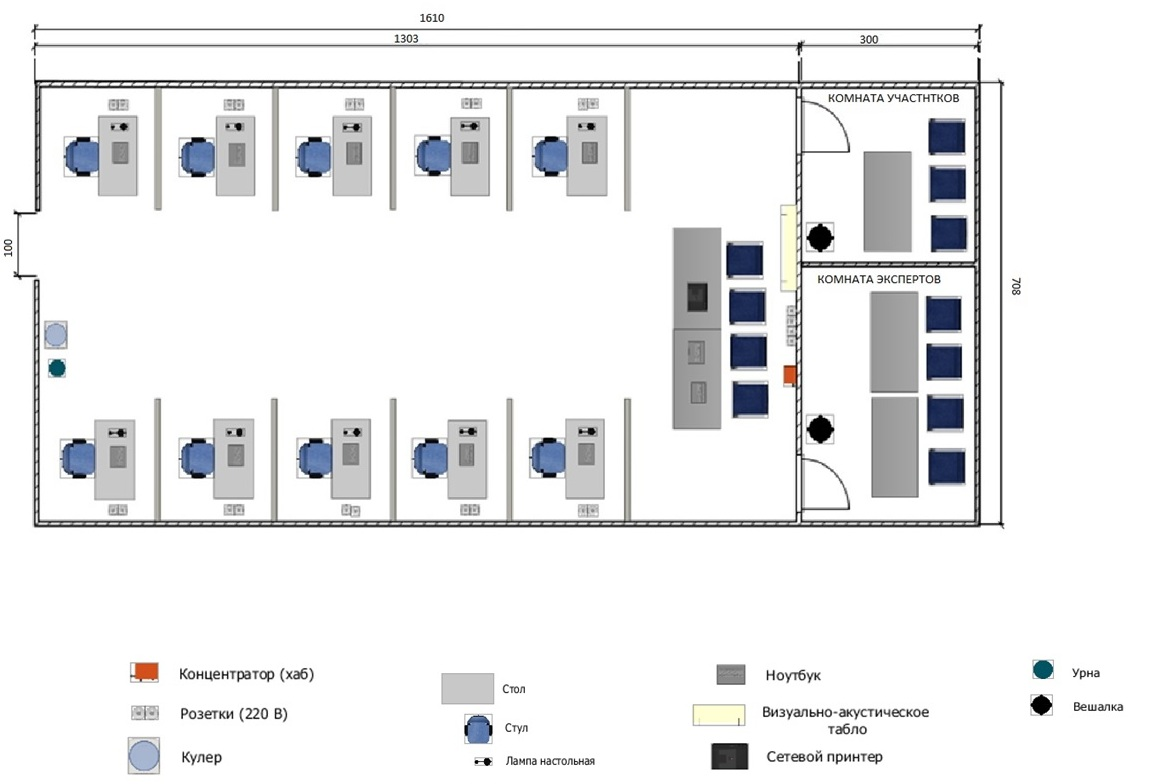 1610
1303
300
КОМНАТА УЧАСТНТКОВ
100
КОМНАТА ЭКСПЕРТОВ
708
Концентратор (хаб)
Розетки (220 В)
Кулер
Стол
Стул
Лампа настольная
Ноутбук
Визуально-акустическое
табло
Сетевой принтер
Урна
Вешалка